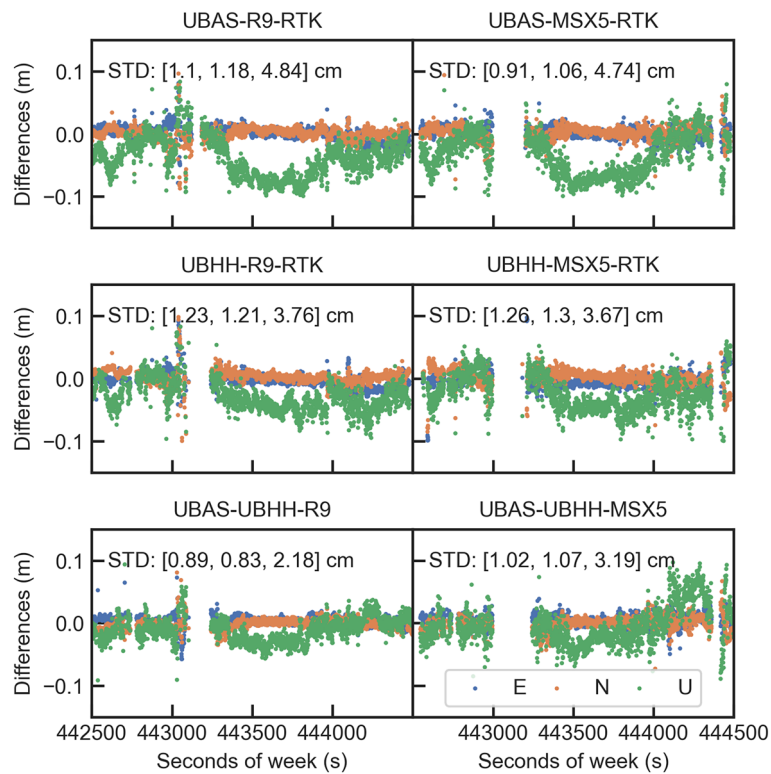 UBAS-R9-RTK UBAS-MSX5-RTK
Differences (m)
0.1
0.0
−0.1
STD: [1.1, 1.18, 4.84] cm
STD: [0.91, 1.06, 4.74] cm
UBHH-R9-RTK UBHH-MSX5-RTK
Differences (m)
0.1
0.0
−0.1
STD: [1.23, 1.21, 3.76] cm
STD: [1.26, 1.3, 3.67] cm
UBAS-UBHH-R9 UBAS-UBHH-MSX5
Differences (m)
0.1
0.0
−0.1
STD: [0.89, 0.83, 2.18] cm
STD: [1.02, 1.07, 3.19] cm
E N U
442500 443000 443500 444000 443000 443500 444000 444500
Seconds of week (s) Seconds of week (s)